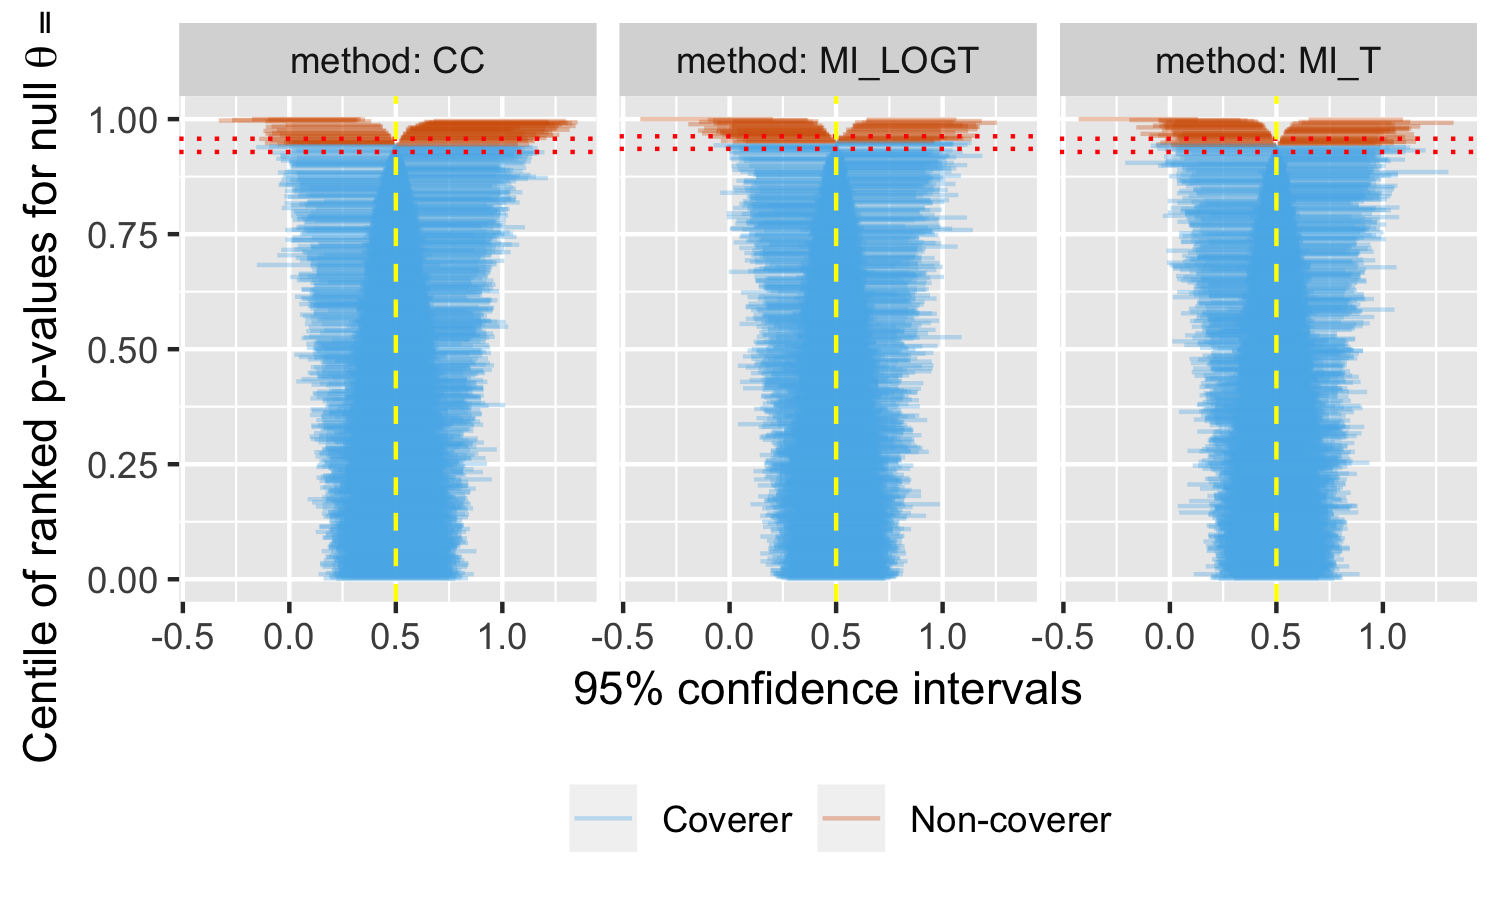 Centile of ranked p-values for null θ =
method: CC
method: MI_LOGT
method: MI_T
1.00
0.75
0.50
0.25
0.00
-0.5 0.0 0.5 1.0
-0.5 0.0 0.5 1.0
-0.5 0.0 0.5 1.0
95% confidence intervals
Coverer
Non-coverer